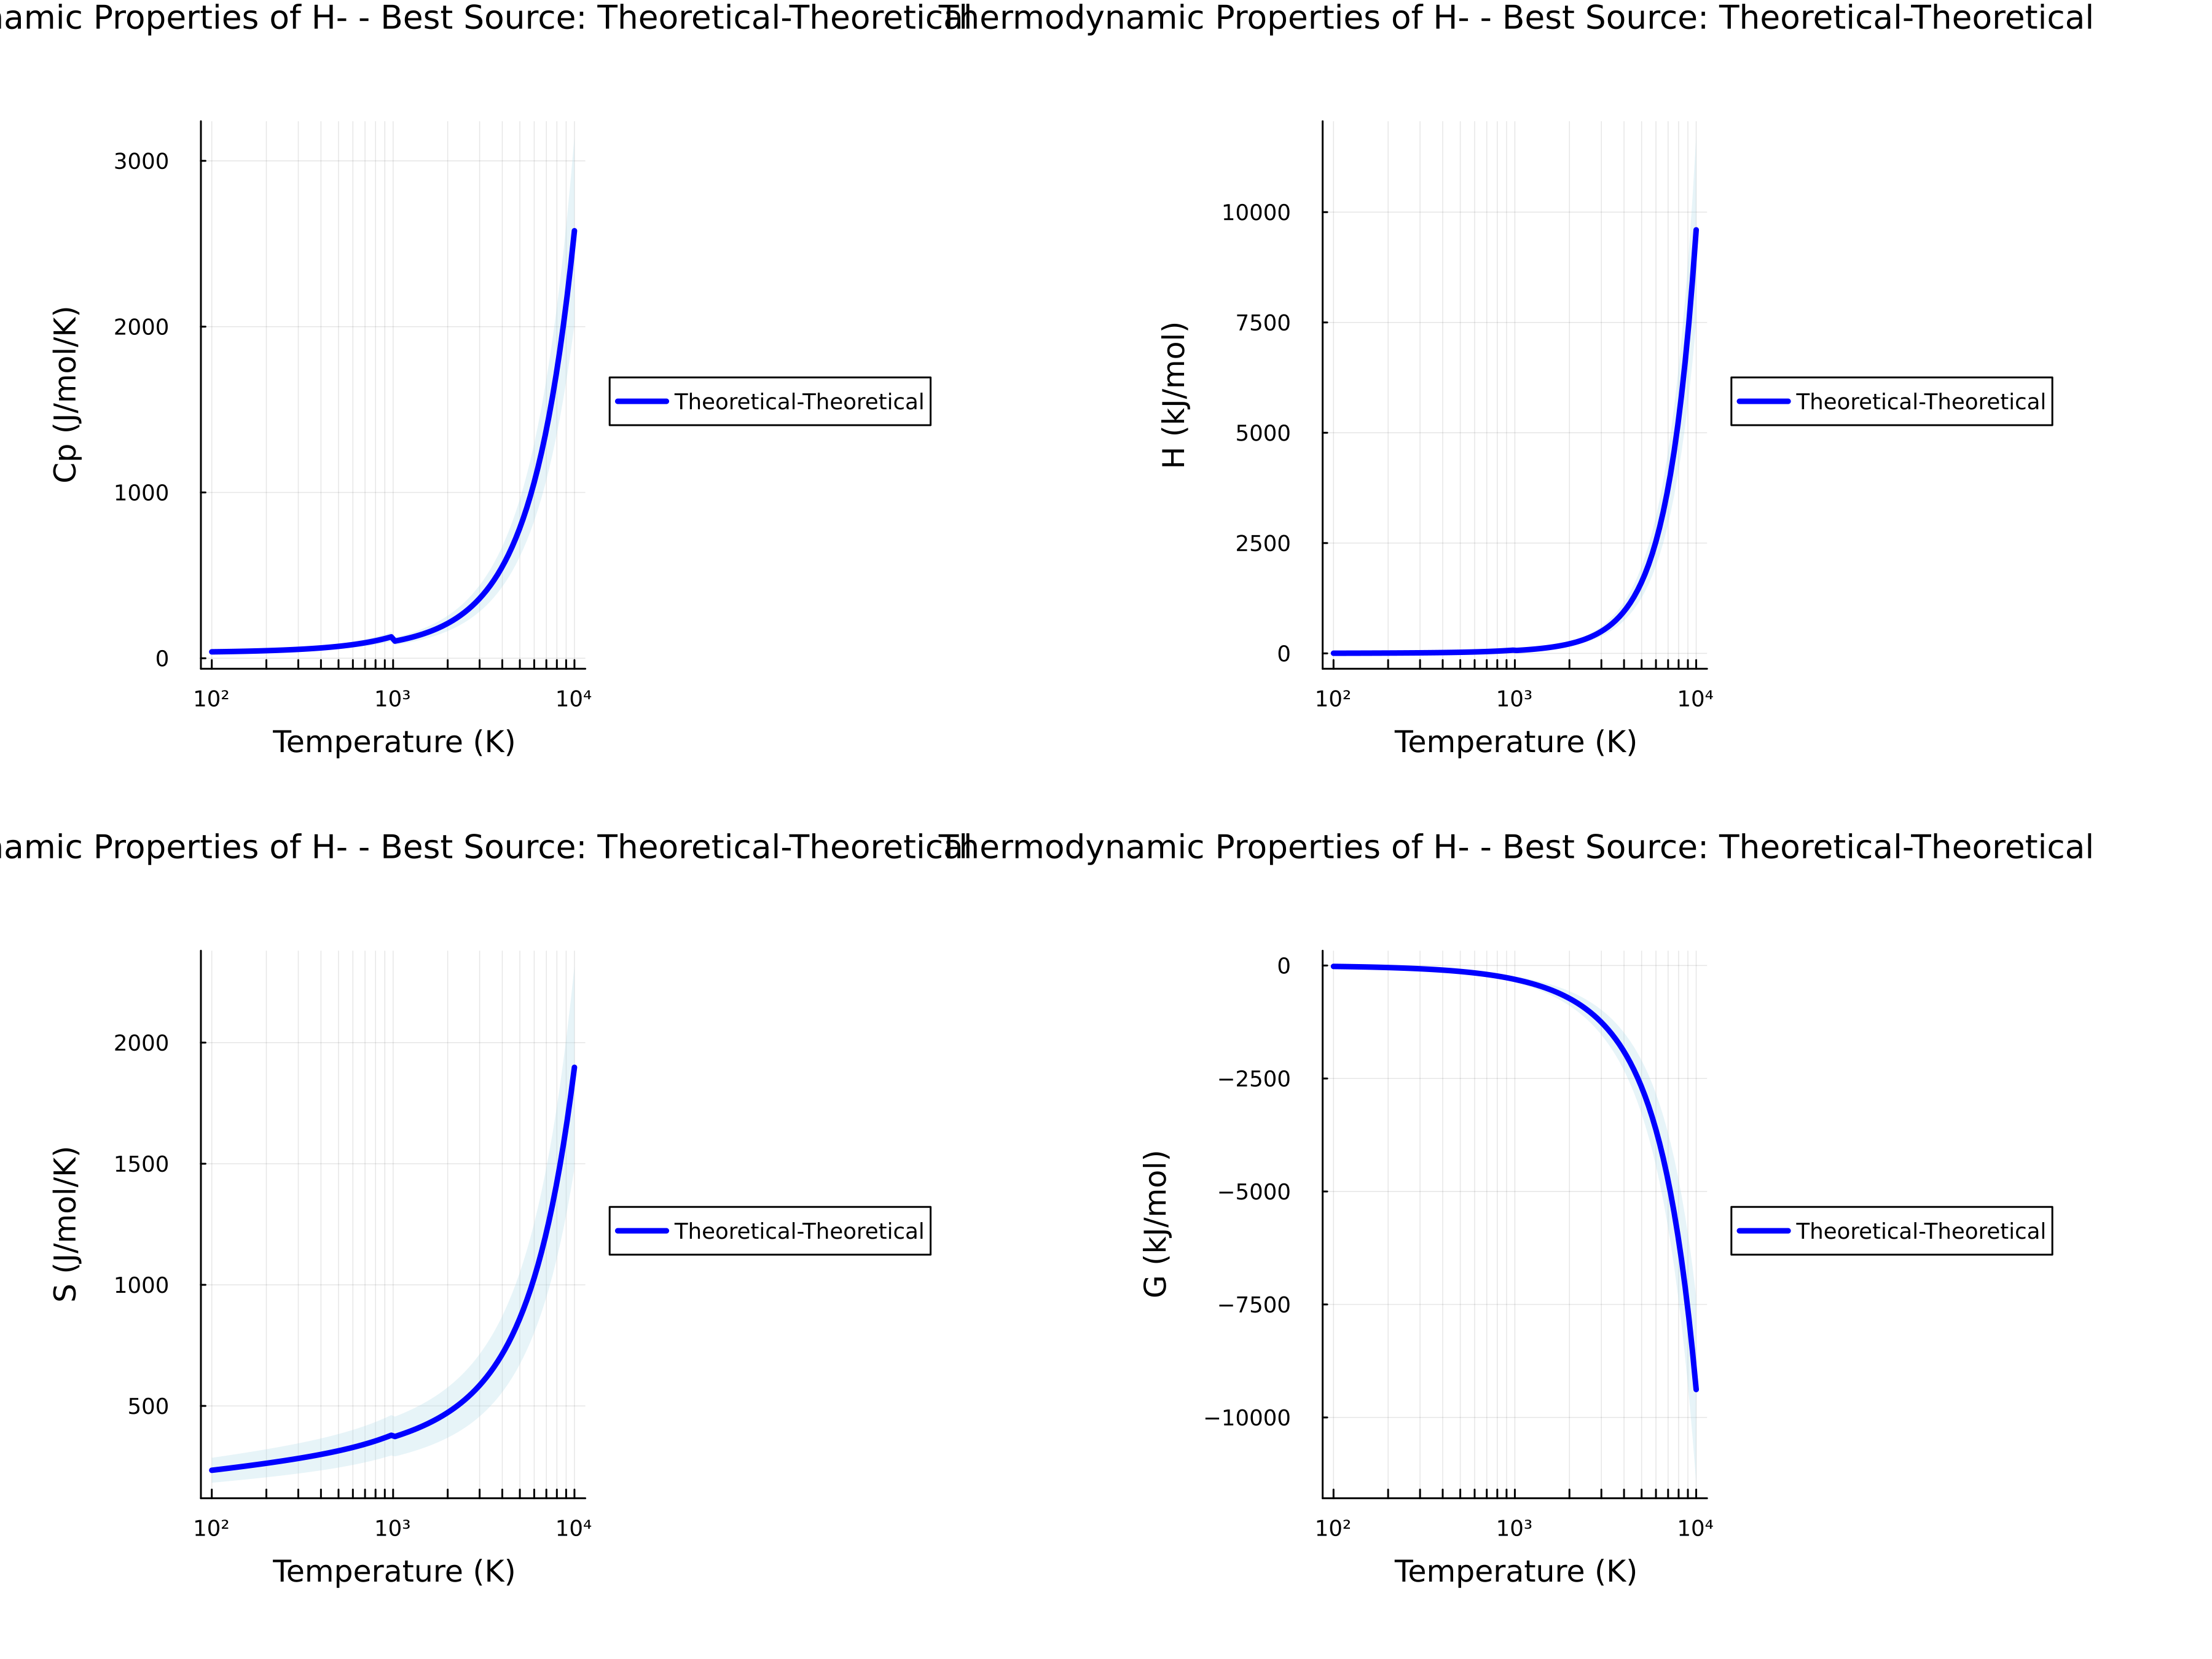 namic Properties of H- - Best Source: Theoretical-Theoretical
Thermodynamic Properties of H- - Best Source: Theoretical-Theoretical
3000
2000
1000
0
Cp (J/mol/K)
10² 10³ 10⁴
Temperature (K)
Theoretical-Theoretical
10000
7500
5000
2500
0
H (kJ/mol)
10² 10³ 10⁴
Temperature (K)
Theoretical-Theoretical
namic Properties of H- - Best Source: Theoretical-Theoretical
Thermodynamic Properties of H- - Best Source: Theoretical-Theoretical
2000
1500
1000
500
S (J/mol/K)
10² 10³ 10⁴
Temperature (K)
Theoretical-Theoretical
0
−2500
−5000
−7500
−10000
G (kJ/mol)
10² 10³ 10⁴
Temperature (K)
Theoretical-Theoretical